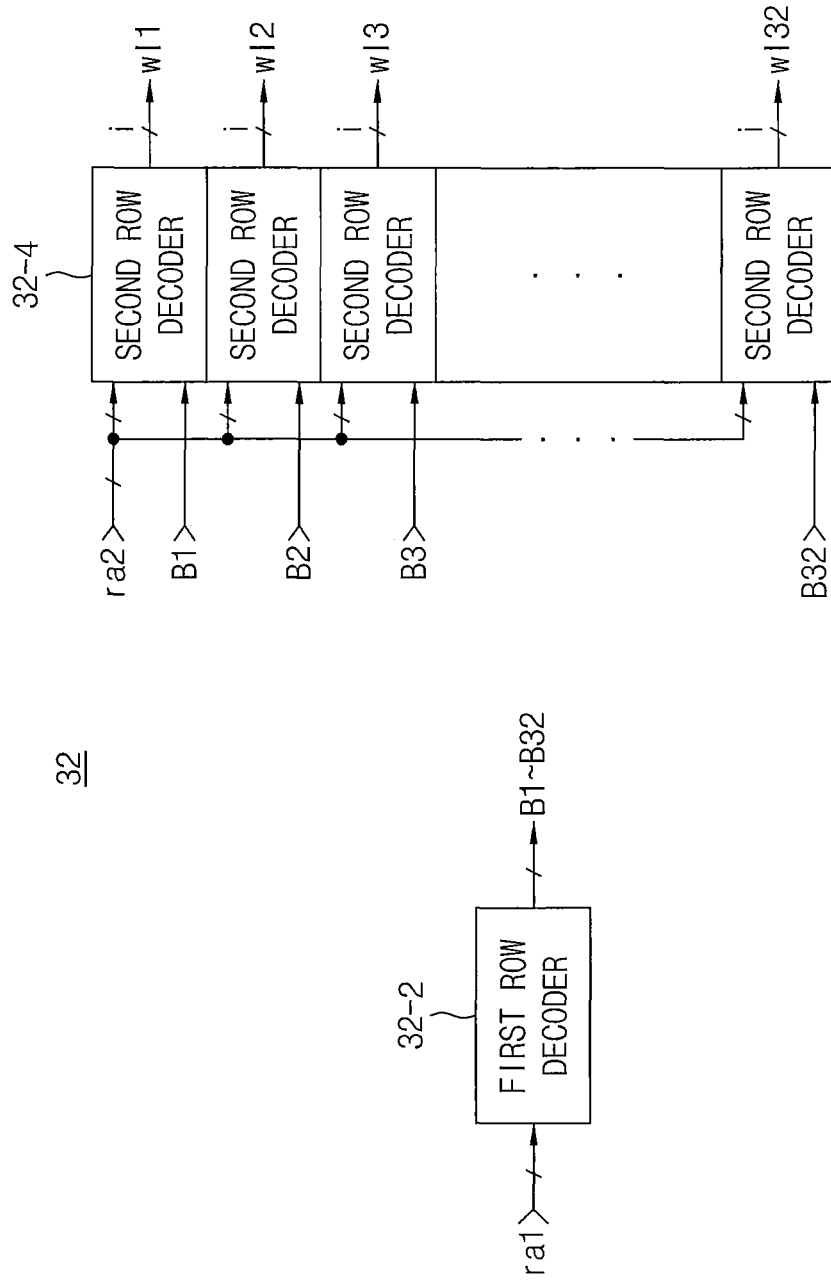 32
32-2
ra1
FIRST ROW
DECODER
B1~B32
32-4
ra2
B1
SECOND ROW
DECODER
i
wl1
B2
SECOND ROW
DECODER
i
wl2
B3
SECOND ROW
DECODER
i
wl3
. . .
. . .
B32
SECOND ROW
DECODER
i
wl32